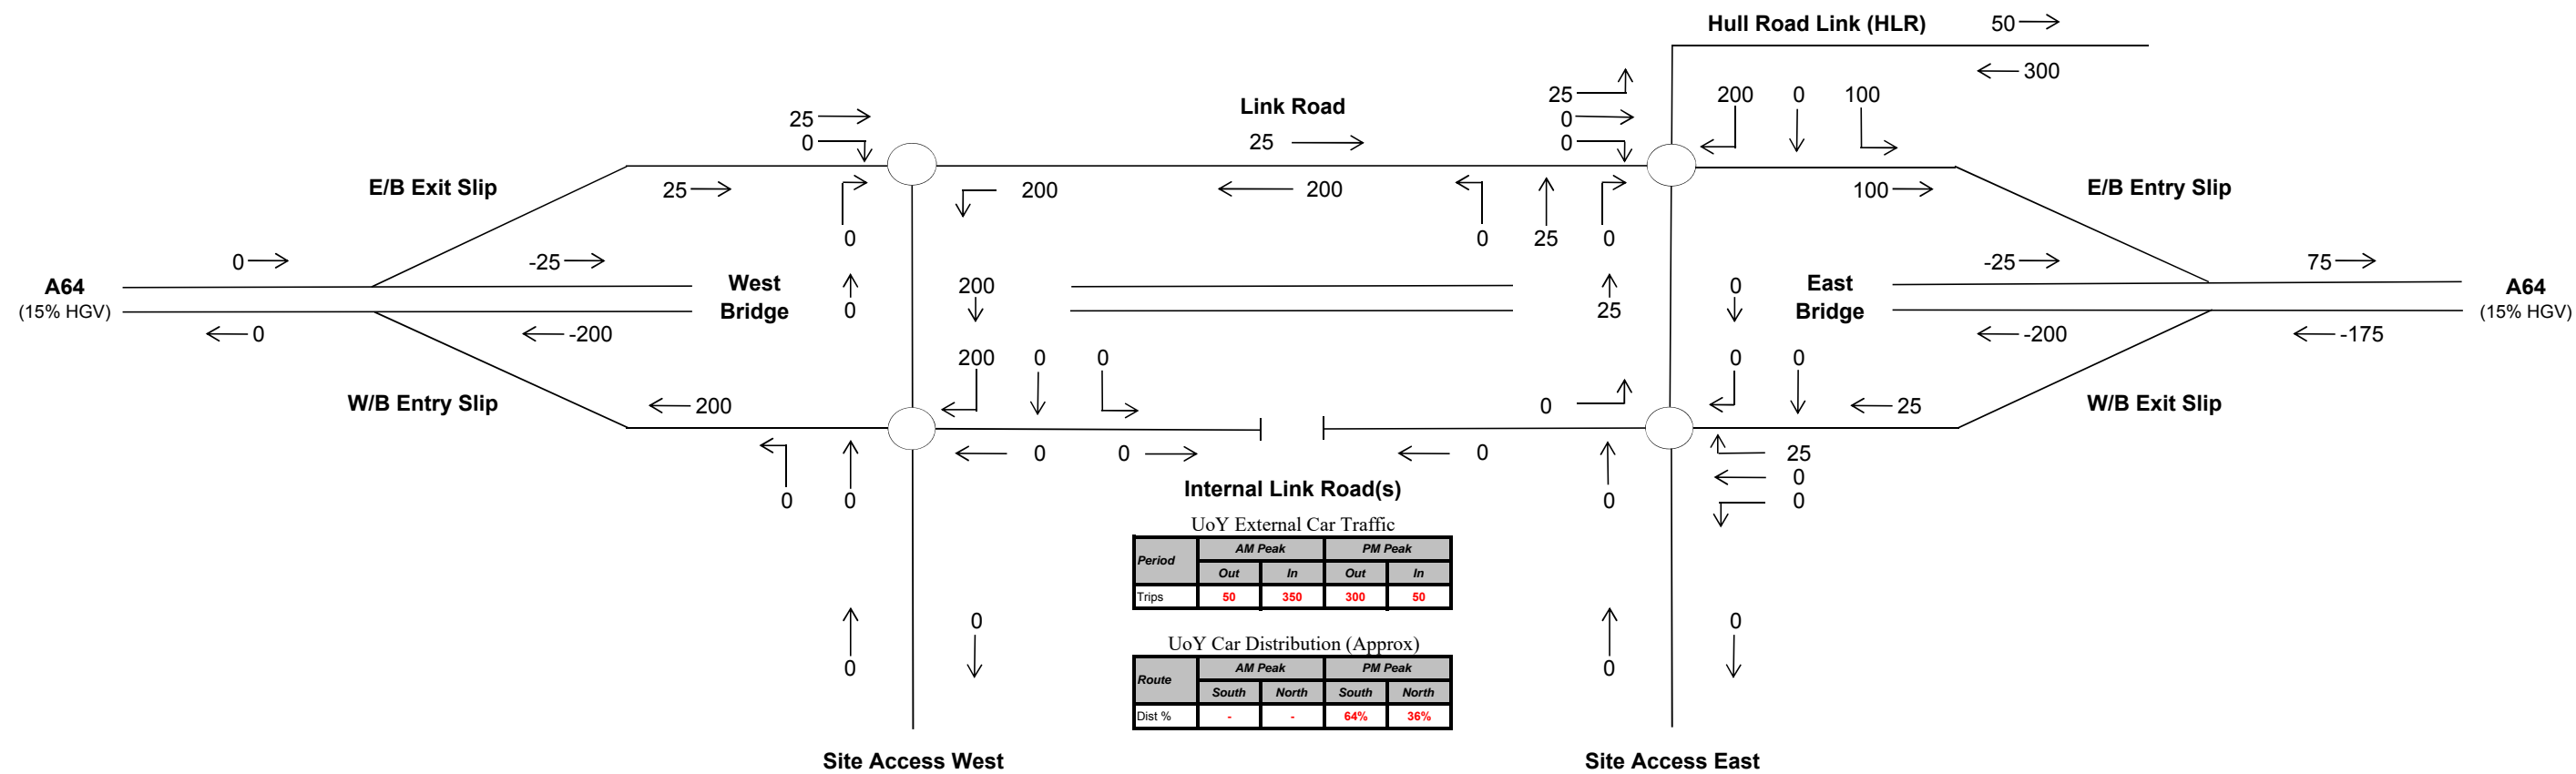 Hull Road Link (HLR) 50
300
25 200 0 100
25 Link Road 0
0 25 0
E/B Exit Slip 25 200 200 100 E/B Entry Slip
0 0 25 0
0 -25 -25 75
A64 West 200 0 East A64
(15% HGV) Bridge 0 25 Bridge (15% HGV)
0 -200 -200 -175
200 0 0 0 0
W/B Entry Slip 200 0 25 W/B Exit Slip
0 0 0 25
0
0 0 Internal Link Road(s) 0 0
UoY External Car Traffic
Period AM Peak PM Peak
Out In Out In
Trips 50 350 300 50
0 0
UoY Car Distribution (Approx)
0 0
Route AM Peak PM Peak
South North South North
Dist % - - 64% 36%
Site Access West Site Access East